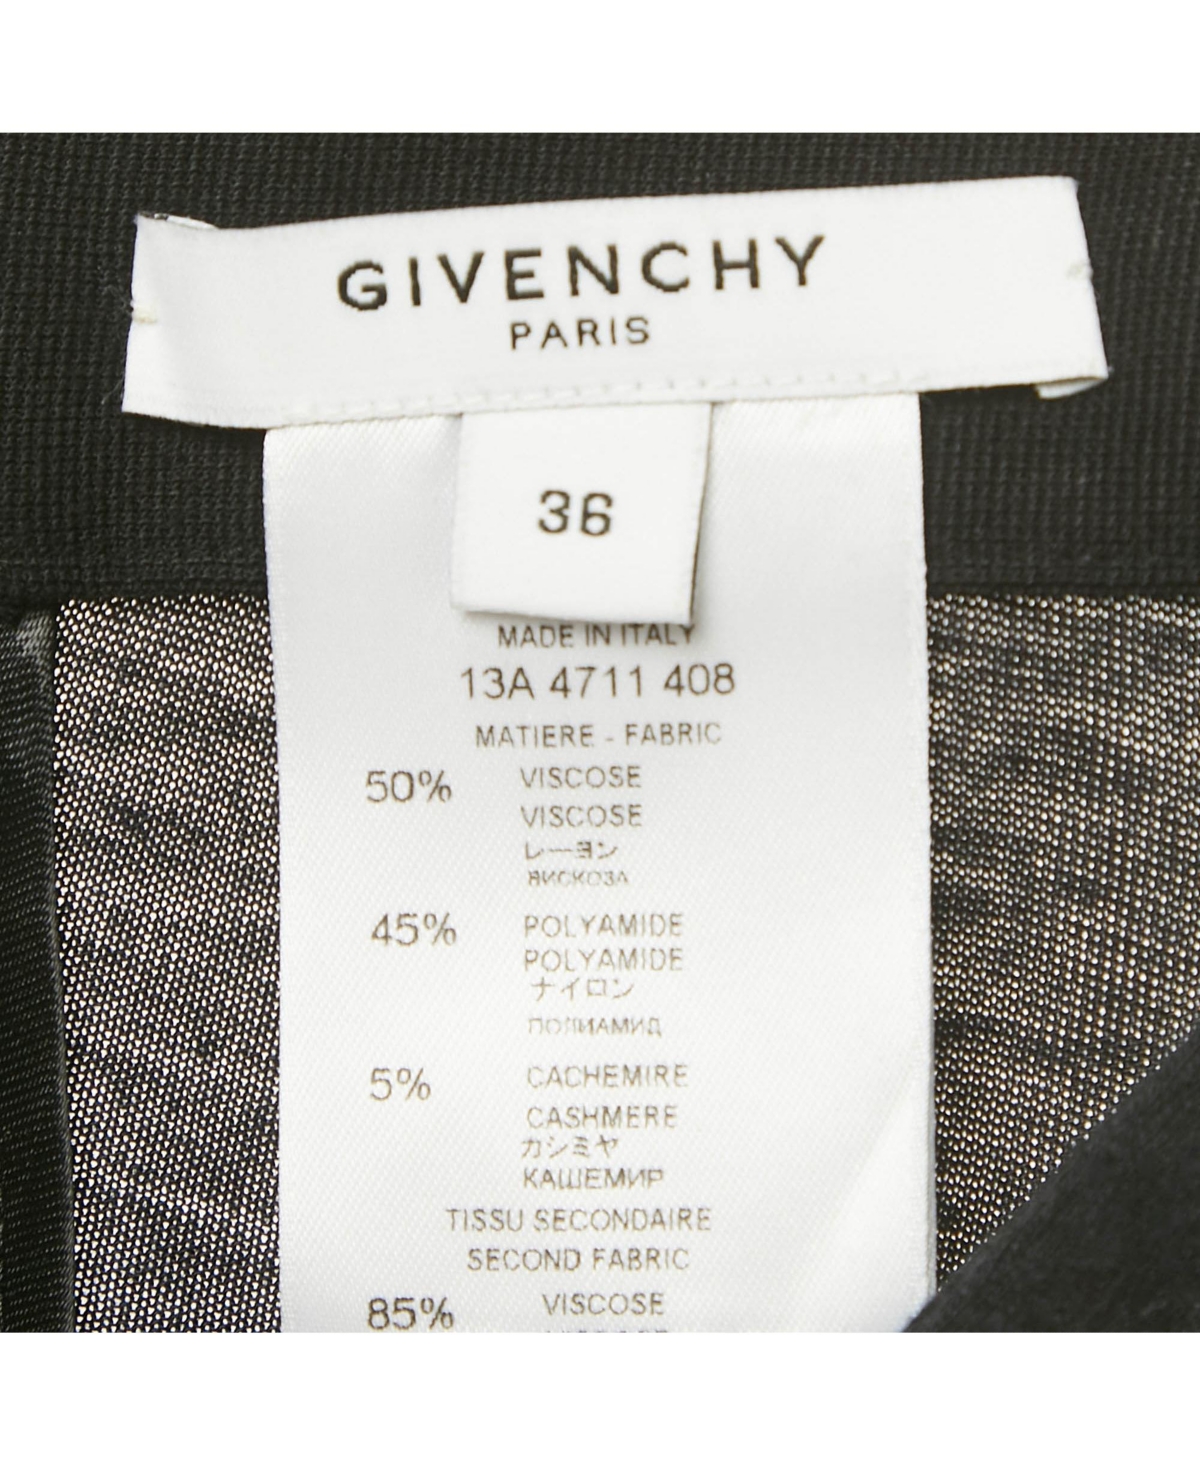 GIVENCHY
PARIS
36
MADE IN ITALY
13A 4711 408
MATIERE - FABRIC
50% VISCOSE
VISCOSE
レーヨン
ВИСКОЗА
45% POLYAMIDE
POLYAMIDE
ナイロン
ПОЛИАМИД
5% CACHEMIRE
CASHMERE
カシミヤ
КАШЕМИР
TISSU SECONDAIRE
SECOND FABRIC
85% VISCOSE